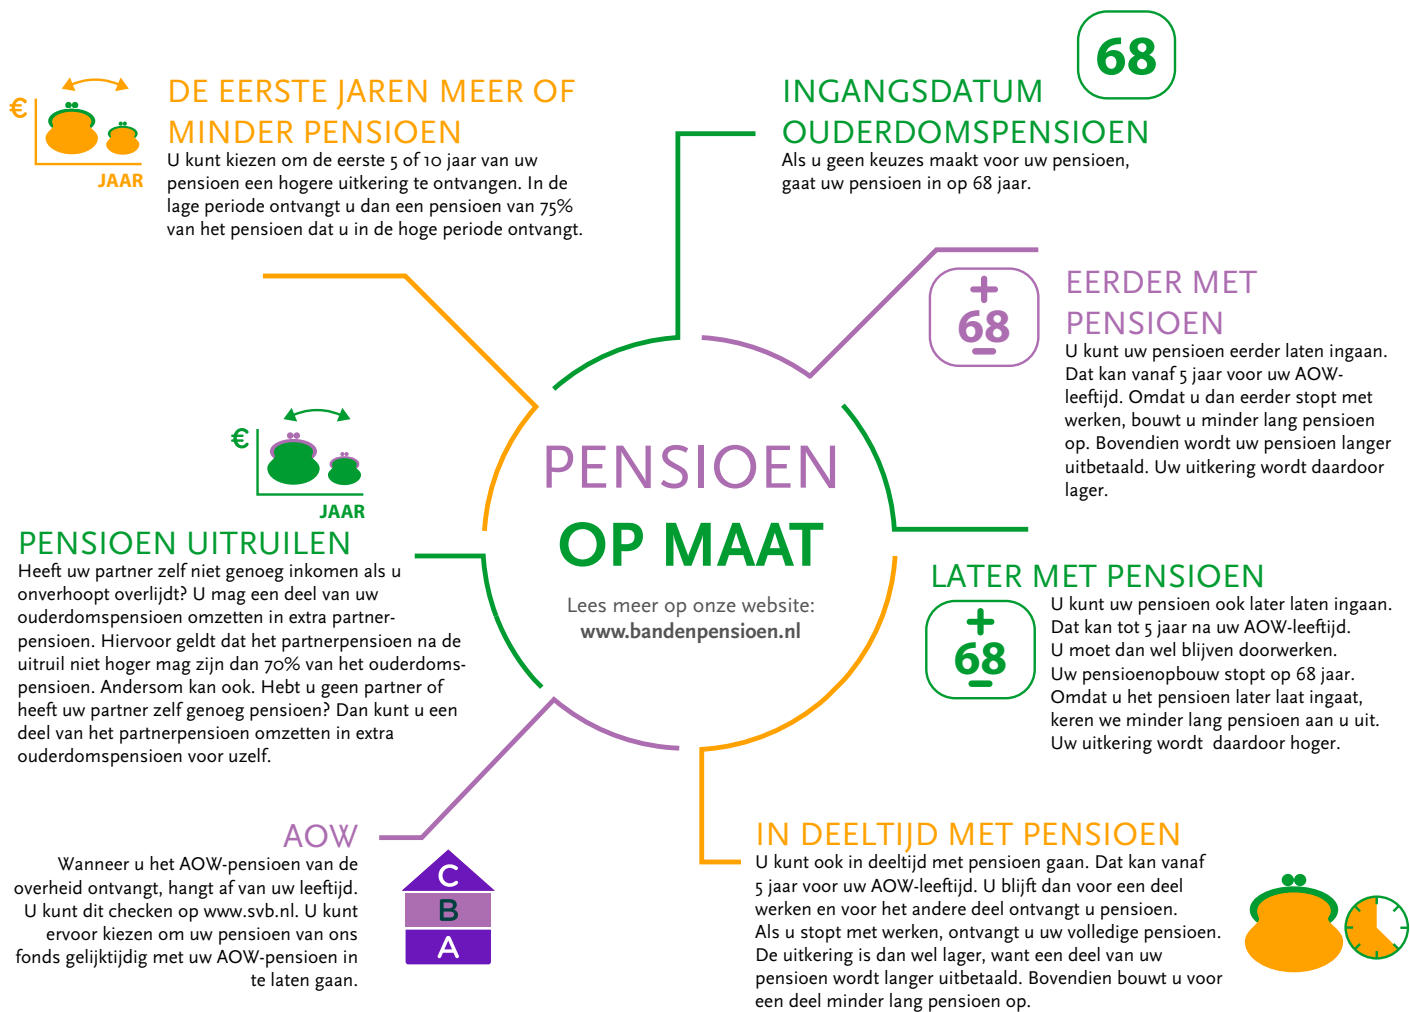 €
JAAR
DE EERSTE JAREN MEER OF
MINDER PENSIOEN
U kunt kiezen om de eerste 5 of 10 jaar van uw
pensioen een hogere uitkering te ontvangen. In de
lage periode ontvangt u dan een pensioen van 75%
van het pensioen dat u in de hoge periode ontvangt.
68
INGANGSDATUM
OUDERDOMSPENSIOEN
Als u geen keuzes maakt voor uw pensioen,
gaat uw pensioen in op 68 jaar.
+
68
−
EERDER MET
PENSIOEN
U kunt uw pensioen eerder laten ingaan.
Dat kan vanaf 5 jaar voor uw AOW-
leeftijd. Omdat u dan eerder stopt met
werken, bouwt u minder lang pensioen
op. Bovendien wordt uw pensioen langer
uitbetaald. Uw uitkering wordt daardoor
lager.
PENSIOEN
OP MAAT
Lees meer op onze website:
www.bandenpensioen.nl
€
JAAR
PENSIOEN UITRUILEN
Heeft uw partner zelf niet genoeg inkomen als u
onverhoopt overlijdt? U mag een deel van uw
ouderdomspensioen omzetten in extra partner-
pensioen. Hiervoor geldt dat het partnerpensioen na de
uitruil niet hoger mag zijn dan 70% van het ouderdoms-
pensioen. Andersom kan ook. Hebt u geen partner of
heeft uw partner zelf genoeg pensioen? Dan kunt u een
deel van het partnerpensioen omzetten in extra
ouderdomspensioen voor uzelf.
LATER MET PENSIOEN
+
68
−
U kunt uw pensioen ook later laten ingaan.
Dat kan tot 5 jaar na uw AOW-leeftijd.
U moet dan wel blijven doorwerken.
Uw pensioenopbouw stopt op 68 jaar.
Omdat u het pensioen later laat ingaat,
keren we minder lang pensioen aan u uit.
Uw uitkering wordt daardoor hoger.
AOW
Wanneer u het AOW-pensioen van de
overheid ontvangt, hangt af van uw leeftijd.
U kunt dit checken op www.svb.nl. U kunt
ervoor kiezen om uw pensioen van ons
fonds gelijktijdig met uw AOW-pensioen in
te laten gaan.
C
B
A
IN DEELTIJD MET PENSIOEN
U kunt ook in deeltijd met pensioen gaan. Dat kan vanaf
5 jaar voor uw AOW-leeftijd. U blijft dan voor een deel
werken en voor het andere deel ontvangt u pensioen.
Als u stopt met werken, ontvangt u uw volledige pensioen.
De uitkering is dan wel lager, want een deel van uw
pensioen wordt langer uitbetaald. Bovendien bouwt u voor
een deel minder lang pensioen op.